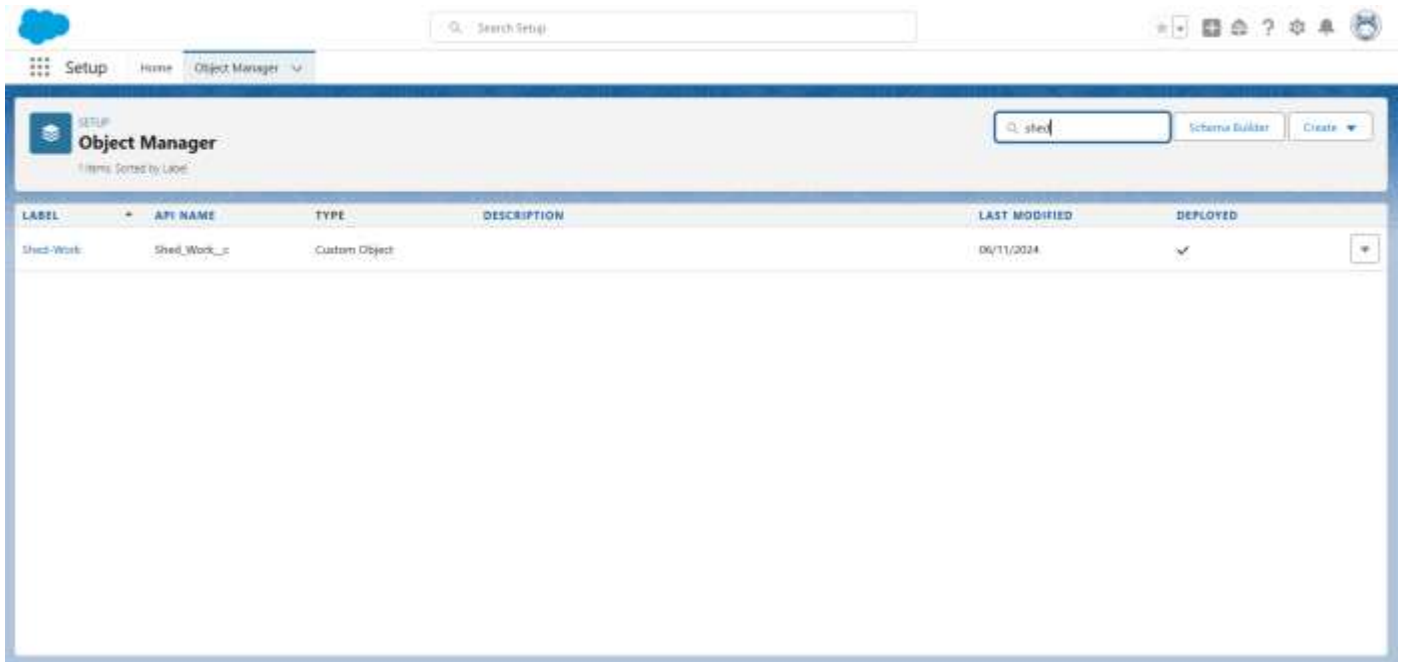 Search Setup
Setup Home Object Manager
SETUP
Object Manager
1 Items, Sorted by Label
shed
Schema Builder
Create
LABEL API NAME TYPE DESCRIPTION LAST MODIFIED DEPLOYED
Shed-Work Shed_Work__c Custom Object 06/11/2024